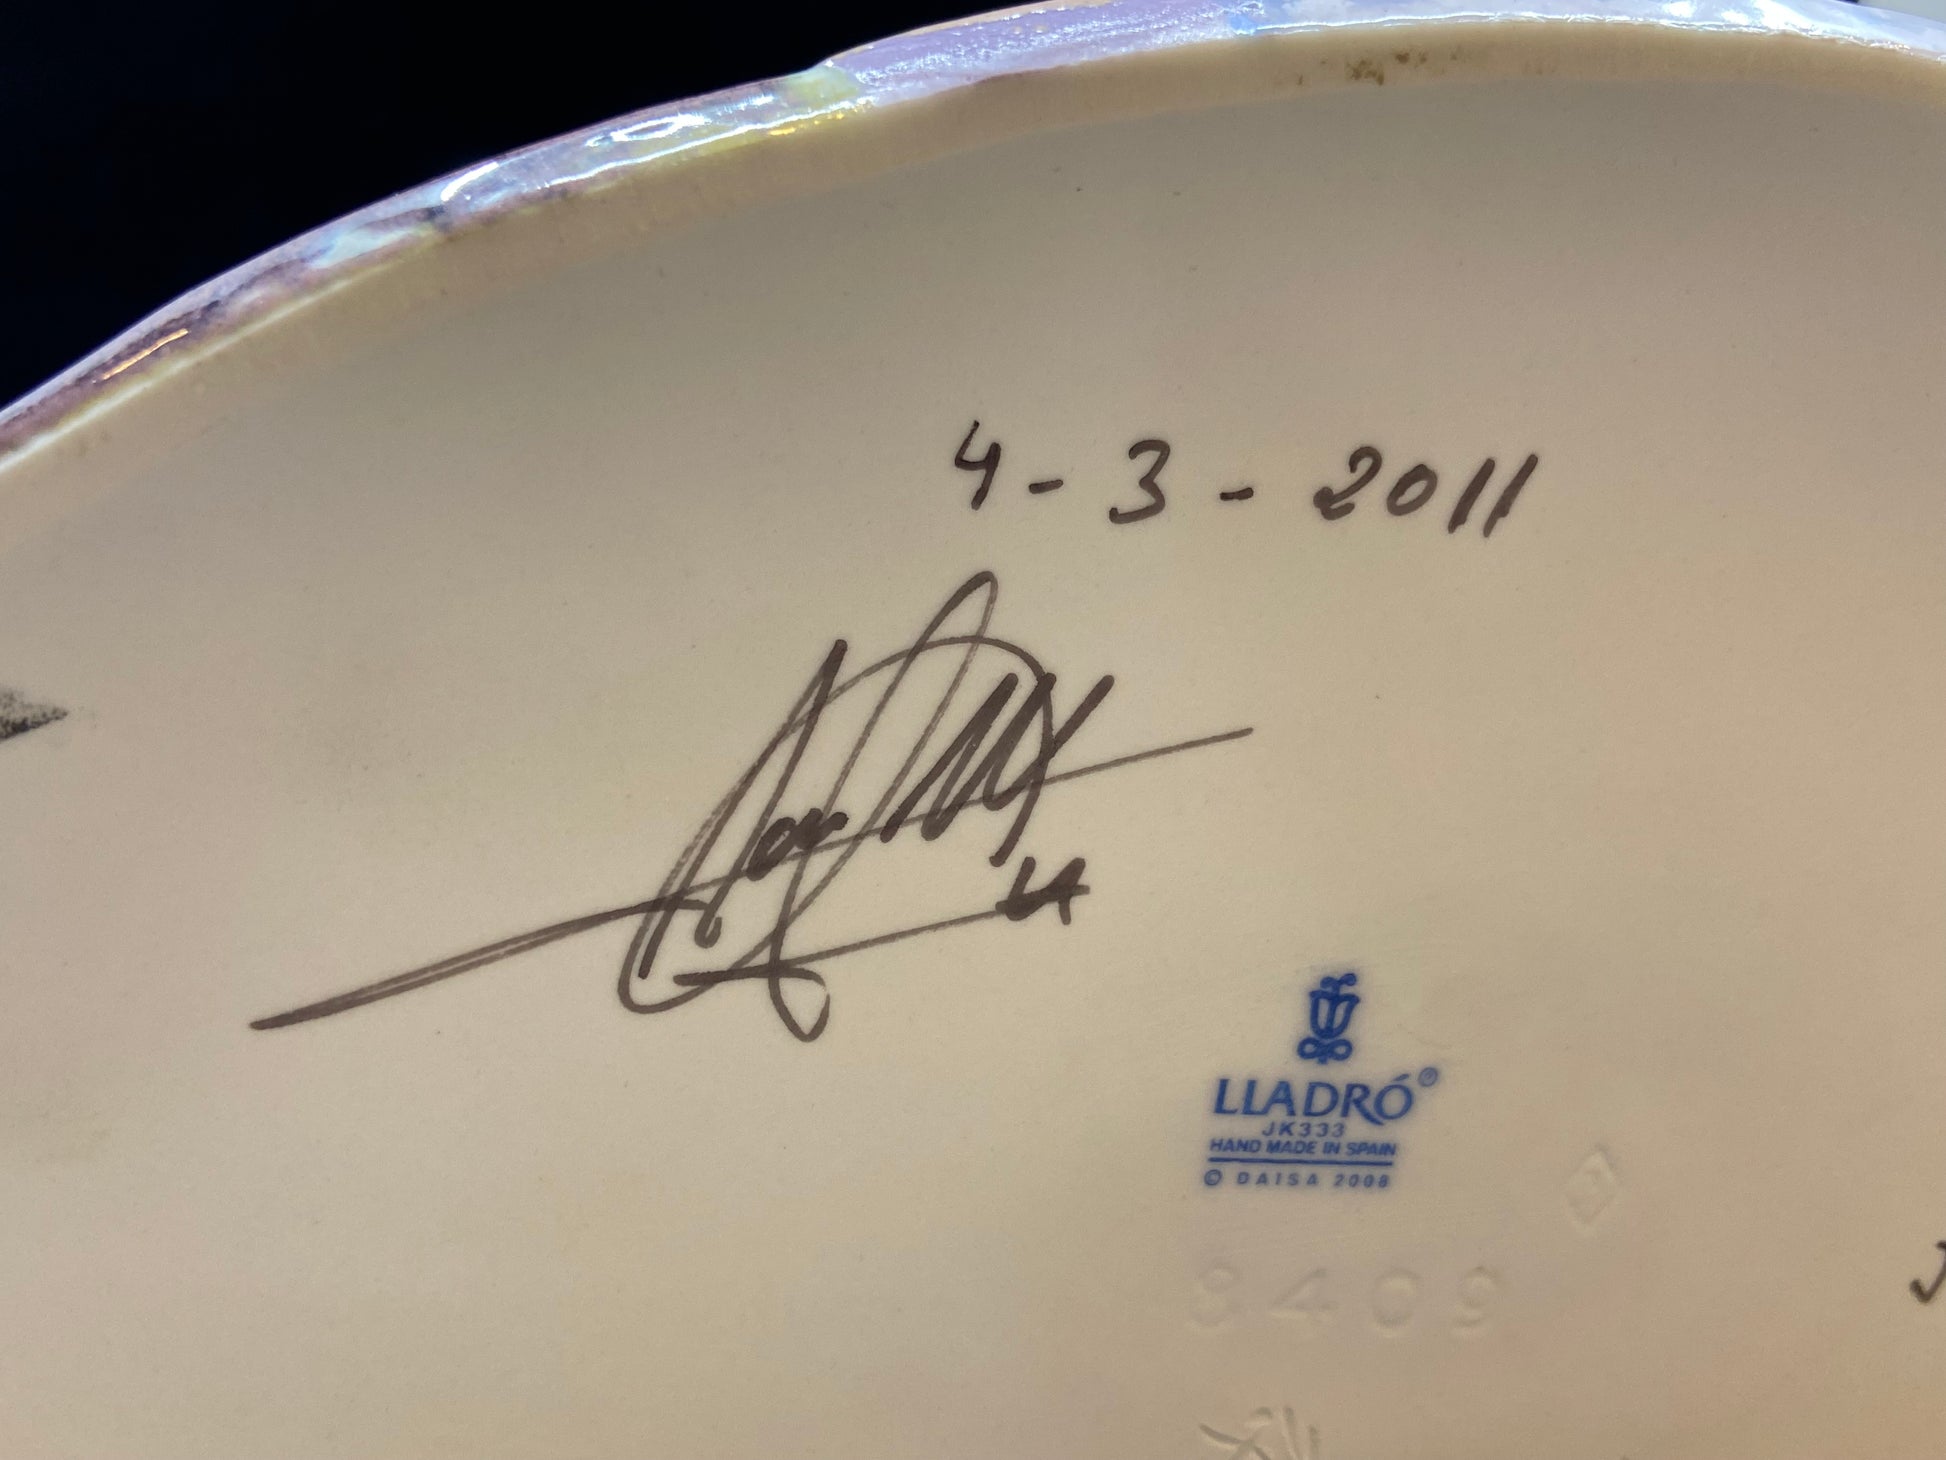 4-3-2011
LLADRÓ®
JK333
HAND MADE IN SPAIN
© DAISA 2008
8409